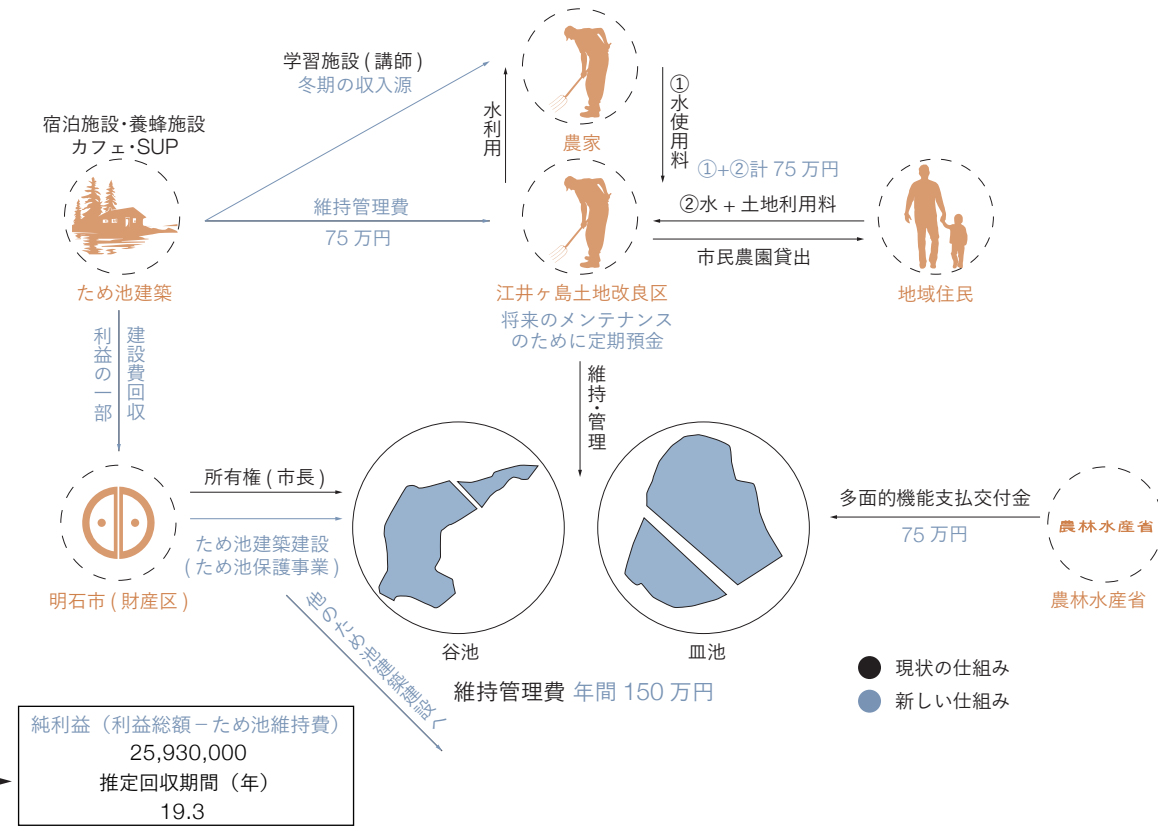 学習施設 ( 講師 )
冬期の収入源
宿泊施設・養蜂施設
カフェ・SUP
ため池建築
水利用
農家
①水使用料
①+②計 75 万円
維持管理費
75 万円
②水 + 土地利用料
市民農園貸出
江井ヶ島土地改良区
将来のメンテナンス
のために定期預金
地域住民
建設費回収
利益の一部
維持・管理
所有権 ( 市長 )
ため池建築建設
( ため池保護事業 )
明石市 ( 財産区 )
他のため池建築建設へ
谷池
皿池
多面的機能支払交付金
75 万円
農林水産省
農林水産省
維持管理費 年間 150 万円
現状の仕組み
新しい仕組み
純利益（利益総額－ため池維持費）
25,930,000
推定回収期間（年）
19.3